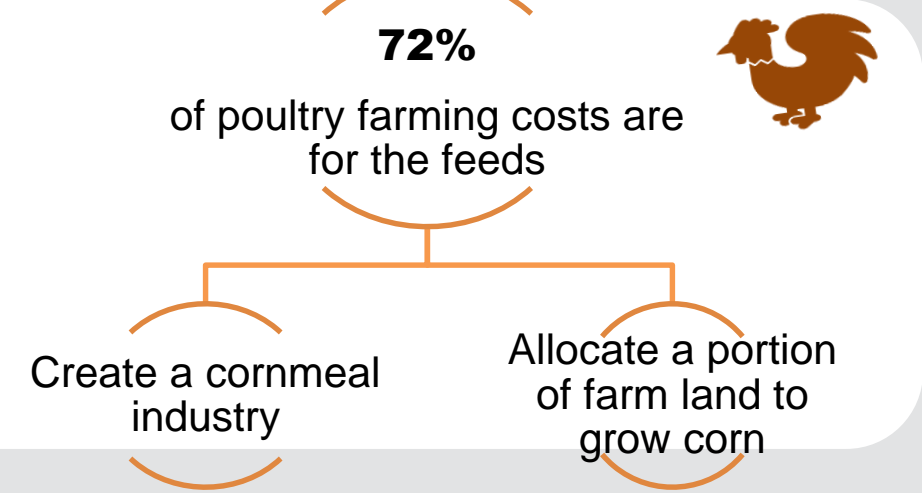 72%
of poultry farming costs are
for the feeds
Create a cornmeal
industry
Allocate a portion
of farm land to
grow corn